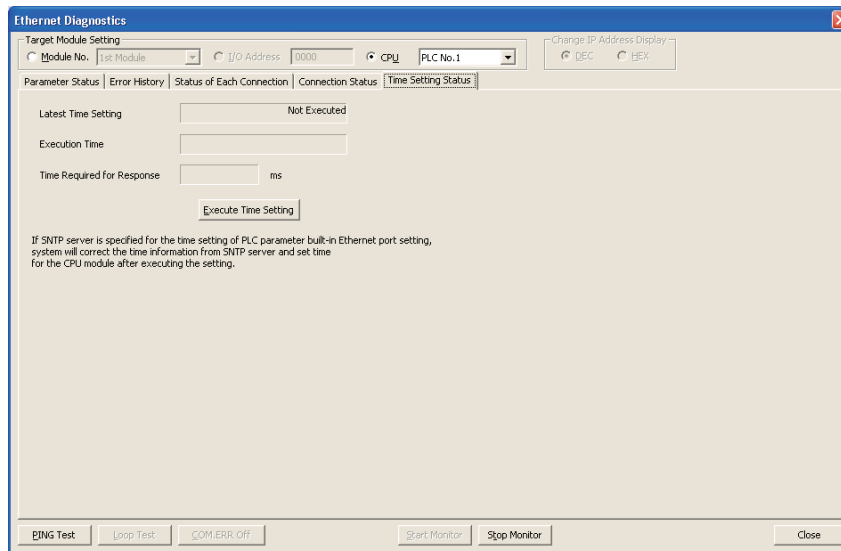 Ethernet Diagnostics
Target Module Setting
Module No. 1st Module I/O Address 0000 CPU PLC No.1
Change IP Address Display
DEC HEX
Parameter Status Error History Status of Each Connection Connection Status Time Setting Status
Latest Time Setting Not Executed
Execution Time
Time Required for Response ms
Execute Time Setting
If SNTP server is specified for the time setting of PLC parameter built-in Ethernet port setting,
system will correct the time information from SNTP server and set time
for the CPU module after executing the setting.
PING Test Loop Test COM.ERR Off Start Monitor Stop Monitor Close